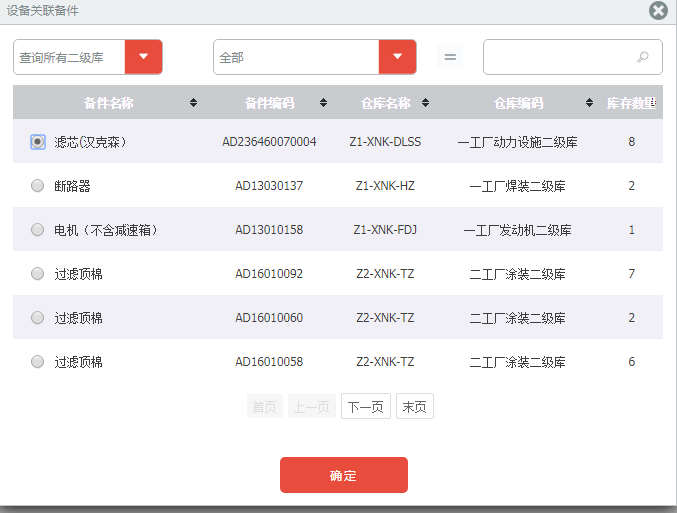 设备关联备件
查询所有二级库 全部 =
备件名称 备件编码 仓库名称 仓库编码 库存数量
滤芯(汉克森） AD236460070004 Z1-XNK-DLSS 一工厂动力设施二级库 8
断路器 AD13030137 Z1-XNK-HZ 一工厂焊装二级库 2
电机（不含减速箱） AD13010158 Z1-XNK-FDJ 一工厂发动机二级库 1
过滤顶棉 AD16010092 Z2-XNK-TZ 二工厂涂装二级库 7
过滤顶棉 AD16010060 Z2-XNK-TZ 二工厂涂装二级库 2
过滤顶棉 AD16010058 Z2-XNK-TZ 二工厂涂装二级库 6
首页 上一页 下一页 末页
确定